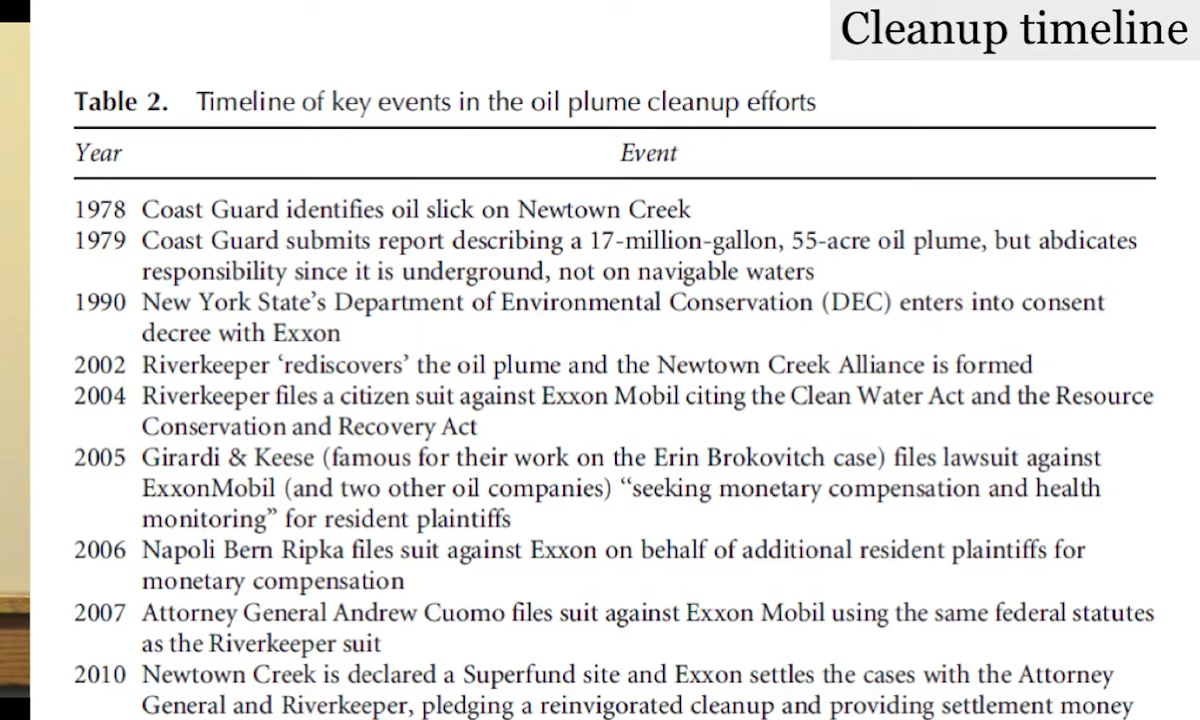 Cleanup timeline
Table 2. Timeline of key events in the oil plume cleanup efforts
Year Event
1978 Coast Guard identifies oil slick on Newtown Creek
1979 Coast Guard submits report describing a 17-million-gallon, 55-acre oil plume, but abdicates
responsibility since it is underground, not on navigable waters
1990 New York State's Department of Environmental Conservation (DEC) enters into consent
decree with Exxon
2002 Riverkeeper ‘rediscovers’ the oil plume and the Newtown Creek Alliance is formed
2004 Riverkeeper files a citizen suit against Exxon Mobil citing the Clean Water Act and the Resource
Conservation and Recovery Act
2005 Girardi & Keese (famous for their work on the Erin Brokovitch case) files lawsuit against
ExxonMobil (and two other oil companies) “seeking monetary compensation and health
monitoring” for resident plaintiffs
2006 Napoli Bern Ripka files suit against Exxon on behalf of additional resident plaintiffs for
monetary compensation
2007 Attorney General Andrew Cuomo files suit against Exxon Mobil using the same federal statutes
as the Riverkeeper suit
2010 Newtown Creek is declared a Superfund site and Exxon settles the cases with the Attorney
General and Riverkeeper, pledging a reinvigorated cleanup and providing settlement money